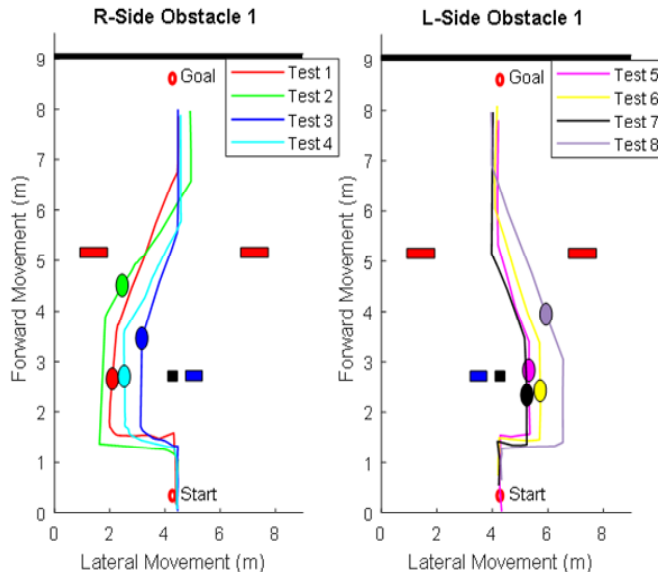 R-Side Obstacle 1
L-Side Obstacle 1
9
8
7
6
5
4
3
2
1
0
Forward Movement (m)
Goal
Test 1
Test 2
Test 3
Test 4
Start
0 2 4 6 8
Lateral Movement (m)
9
8
7
6
5
4
3
2
1
0
Forward Movement (m)
Goal
Test 5
Test 6
Test 7
Test 8
Start
0 2 4 6 8
Lateral Movement (m)